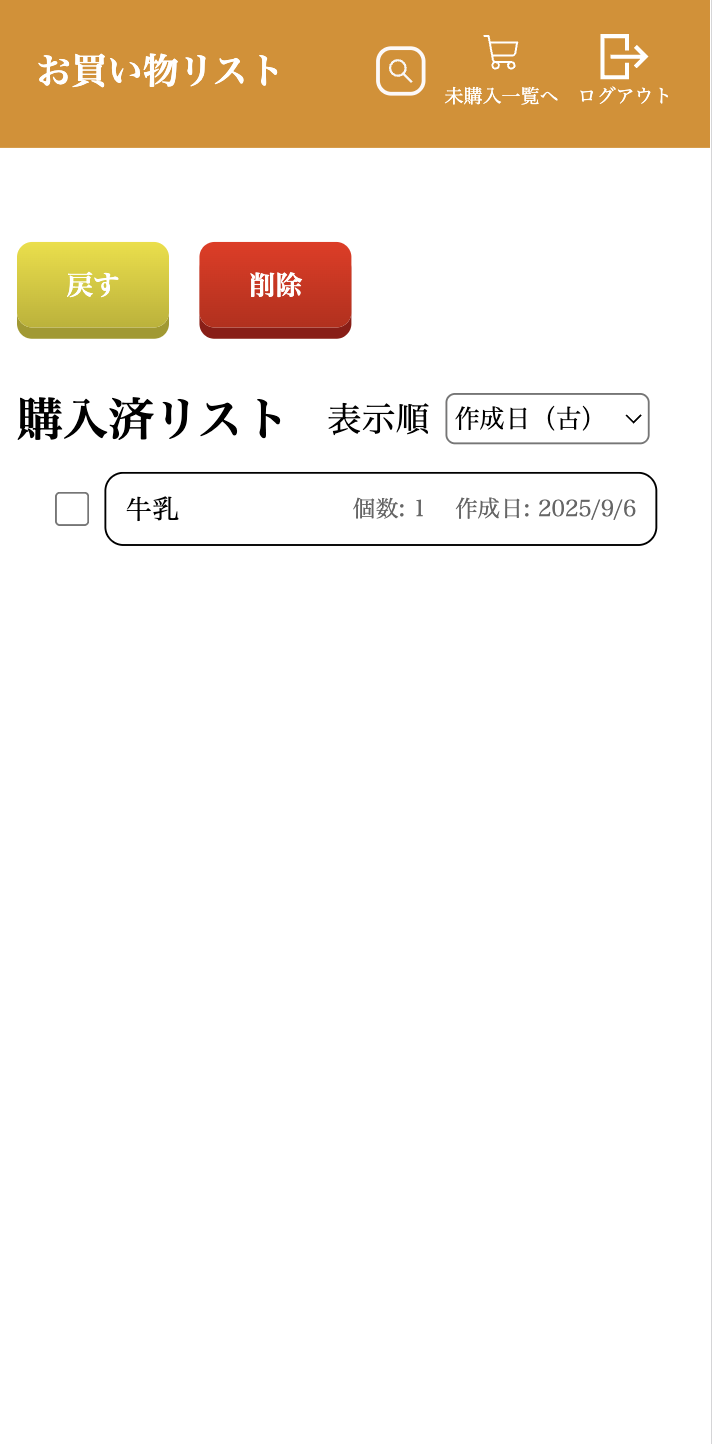 お買い物リスト
未購入一覧へ
ログアウト
戻す
削除
購入済リスト 表示順 作成日（古）
牛乳 個数: 1 作成日: 2025/9/6